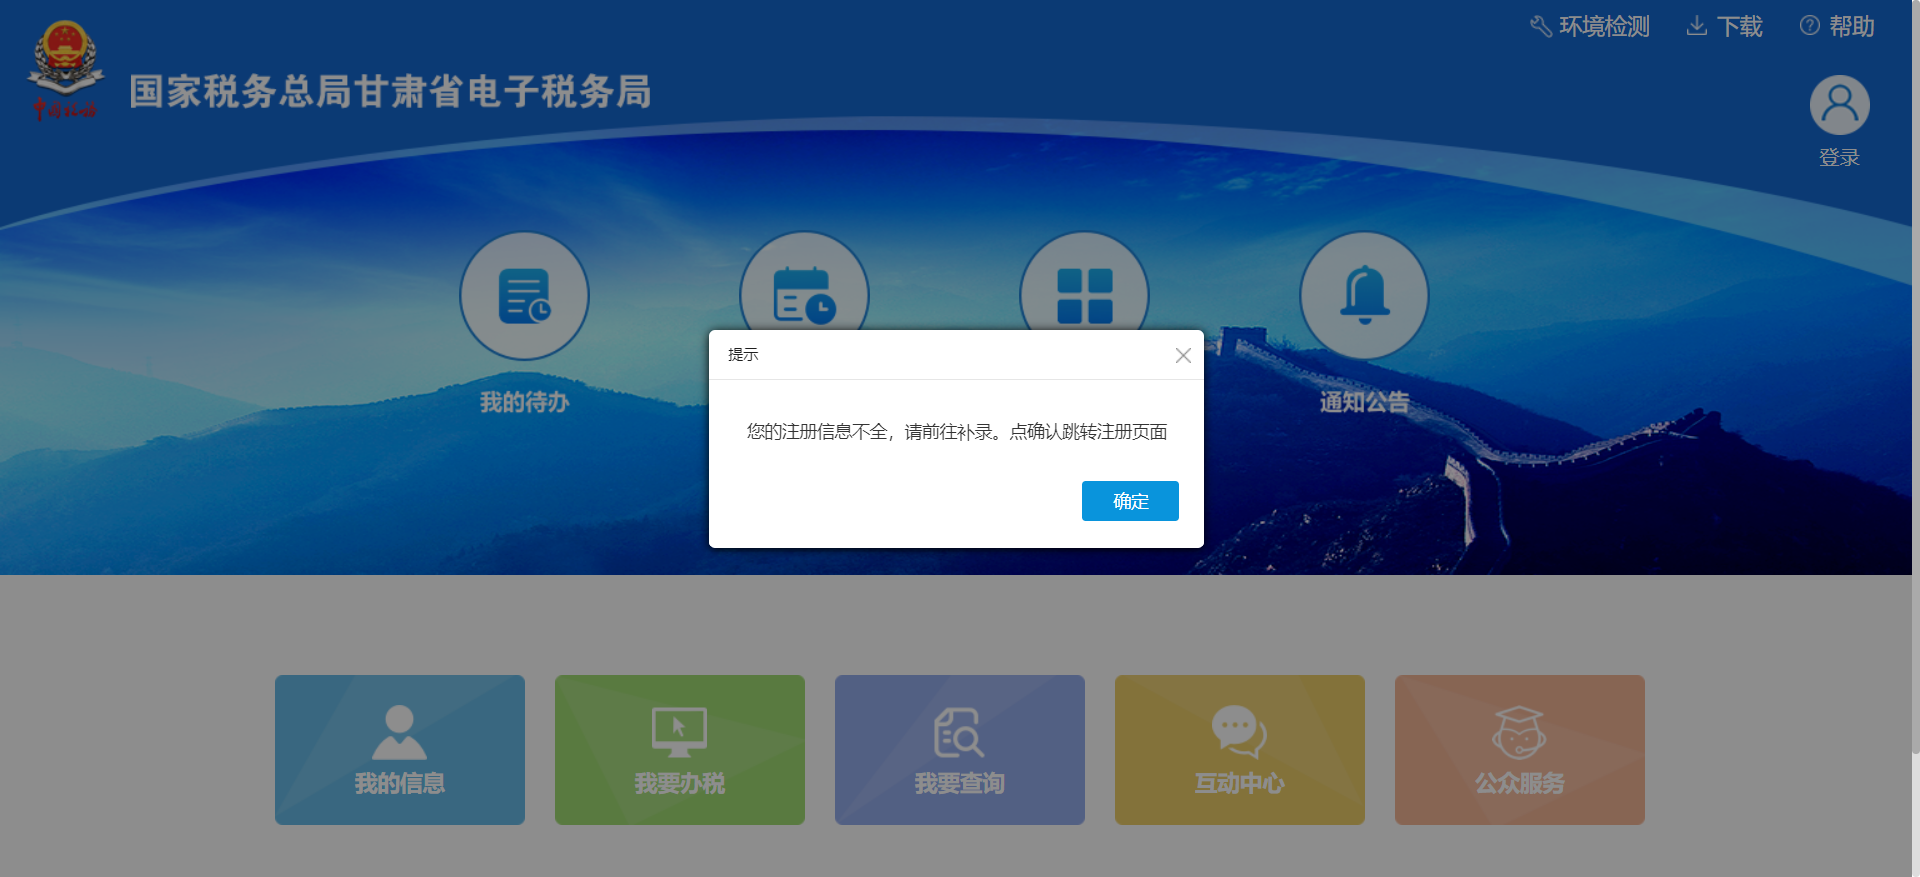 环境检测 下载 帮助
中国税务
国家税务总局甘肃省电子税务局
登录
提示
我的待办
通知公告
您的注册信息不全，请前往补录。点确认跳转注册页面
确定
我的信息 我要办税 我要查询 互动中心 公众服务